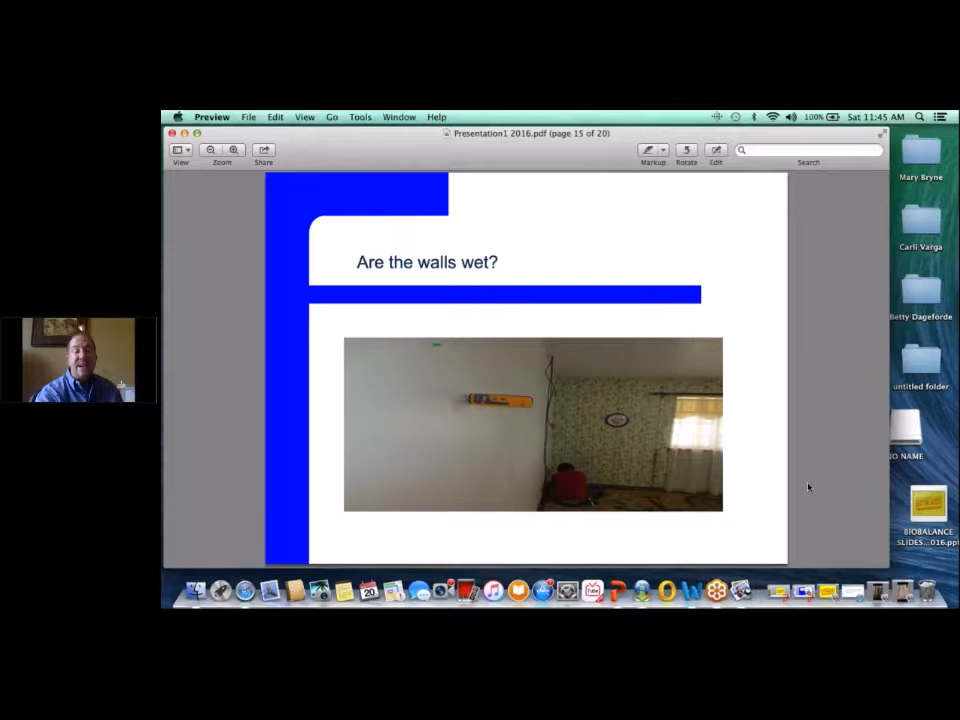 Preview File Edit View Go Tools Window Help 100% Sat 11:45 AM
Presentation1 2016.pdf (page 15 of 20)
View Zoom Share Markup Rotate Edit Search
Are the walls wet?
Mary Bryne
Carli Varga
Betty Dageforde
untitled folder
NO NAME
BIOBALANCE
SLIDES...016.ppt
20